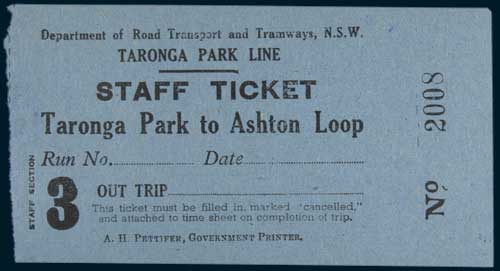 Department of Road Transport and Tramways, N.S.W.
TARONGA PARK LINE
STAFF TICKET
Taronga Park to Ashton Loop
Run No. Date
STAFF SECTION
3
OUT TRIP
This ticket must be filled in, marked "cancelled,"
and attached to time sheet on completion of trip.
A. H. PETTIFER, GOVERNMENT PRINTER.
No 2008